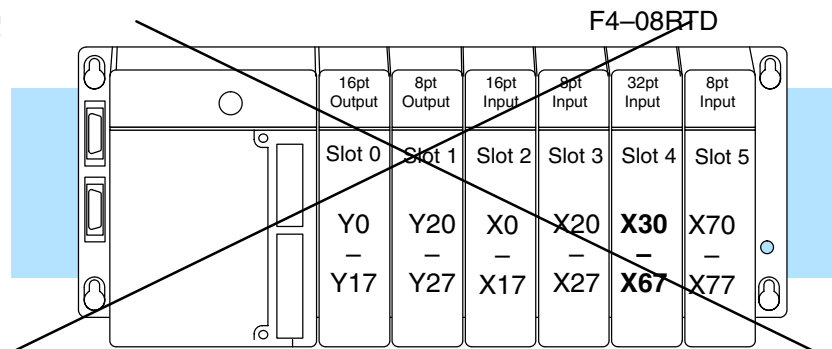 F4–08RTD
16pt Output
8pt Output
16pt Input
8pt Input
32pt Input
8pt Input
Slot 0
Slot 1
Slot 2
Slot 3
Slot 4
Slot 5
Y0 – Y17
Y20 – Y27
X0 – X17
X20 – X27
X30 – X67
X70 – X77